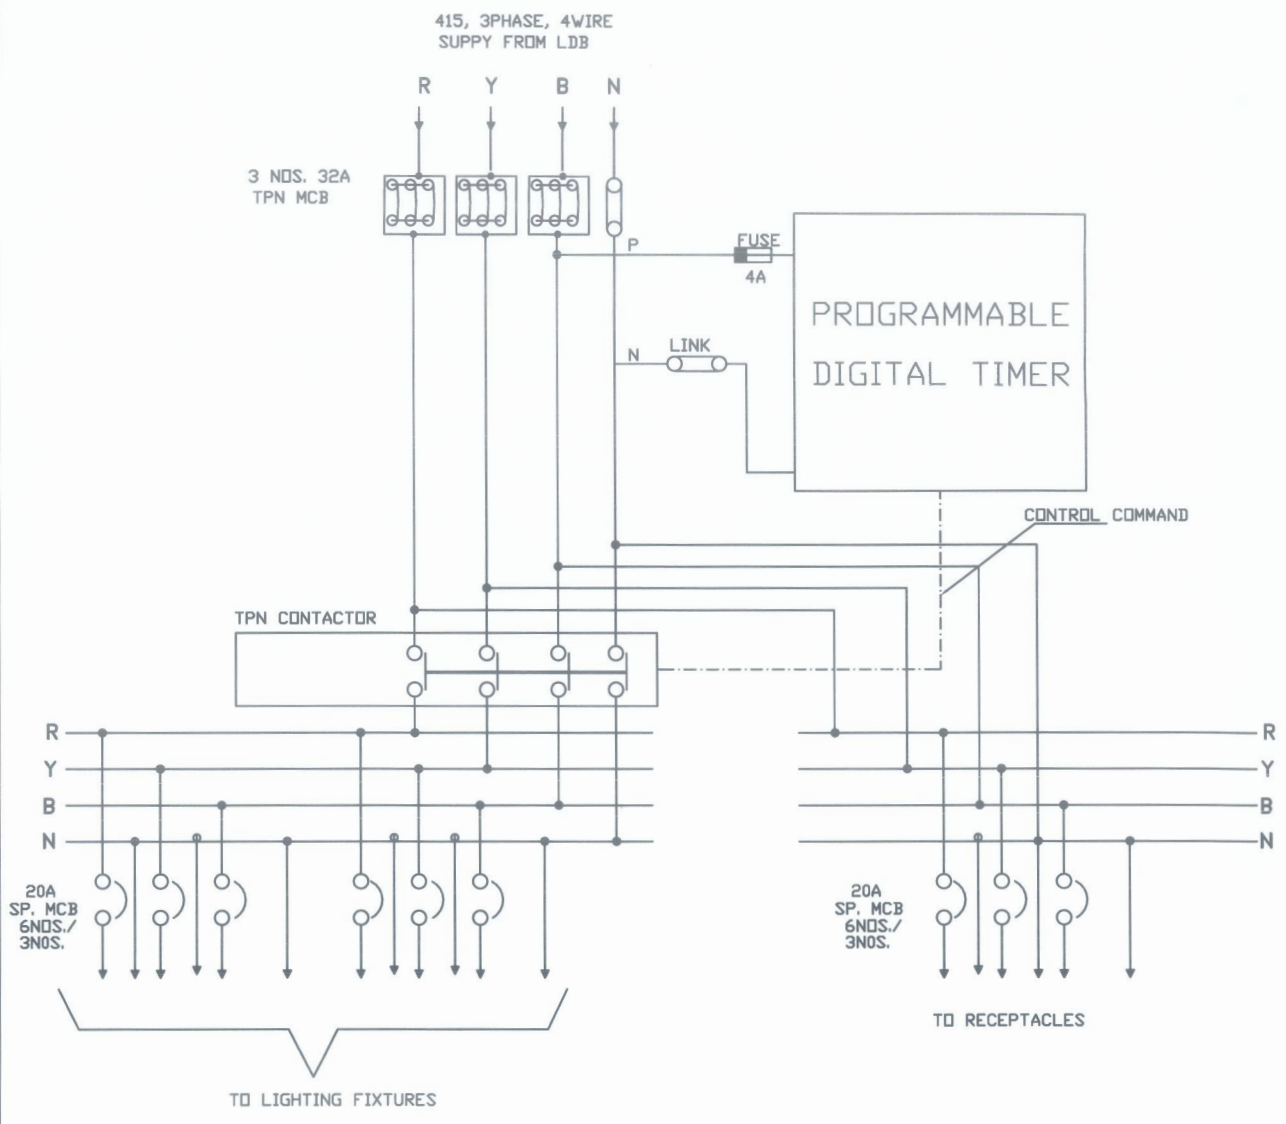 415, 3PHASE, 4WIRE
SUPPY FROM LDB
R Y B N
3 NOS. 32A
TPN MCB
P
FUSE
4A
PROGRAMMABLE
DIGITAL TIMER
N
LINK
CONTROL COMMAND
TPN CONTACTOR
R
R
Y
Y
B
B
N
N
20A
SP. MCB
6NOS./
3NOS.
20A
SP. MCB
6NOS./
3NOS.
TO RECEPTACLES
TO LIGHTING FIXTURES